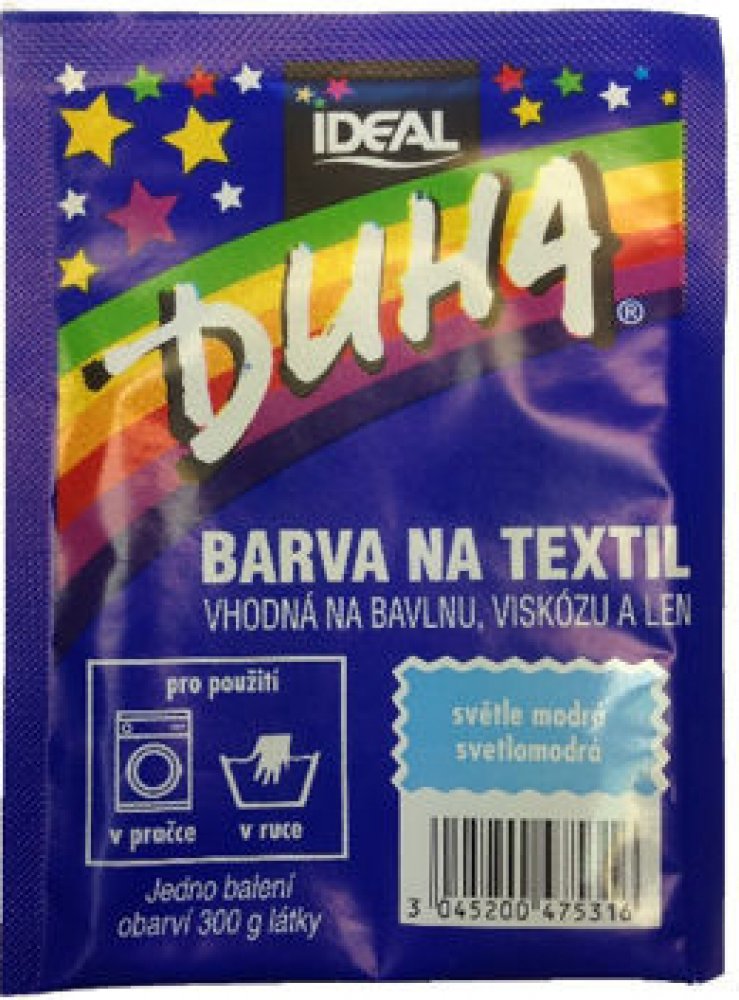 IDEAL
DUHA®
BARVA NA TEXTIL
VHODNÁ NA BAVLNU, VISKÓZU A LEN
pro použití
v pračce
v ruce
světle modrá
svetlomodrá
Jedno balení
obarví 300 g látky
3 045200 475316